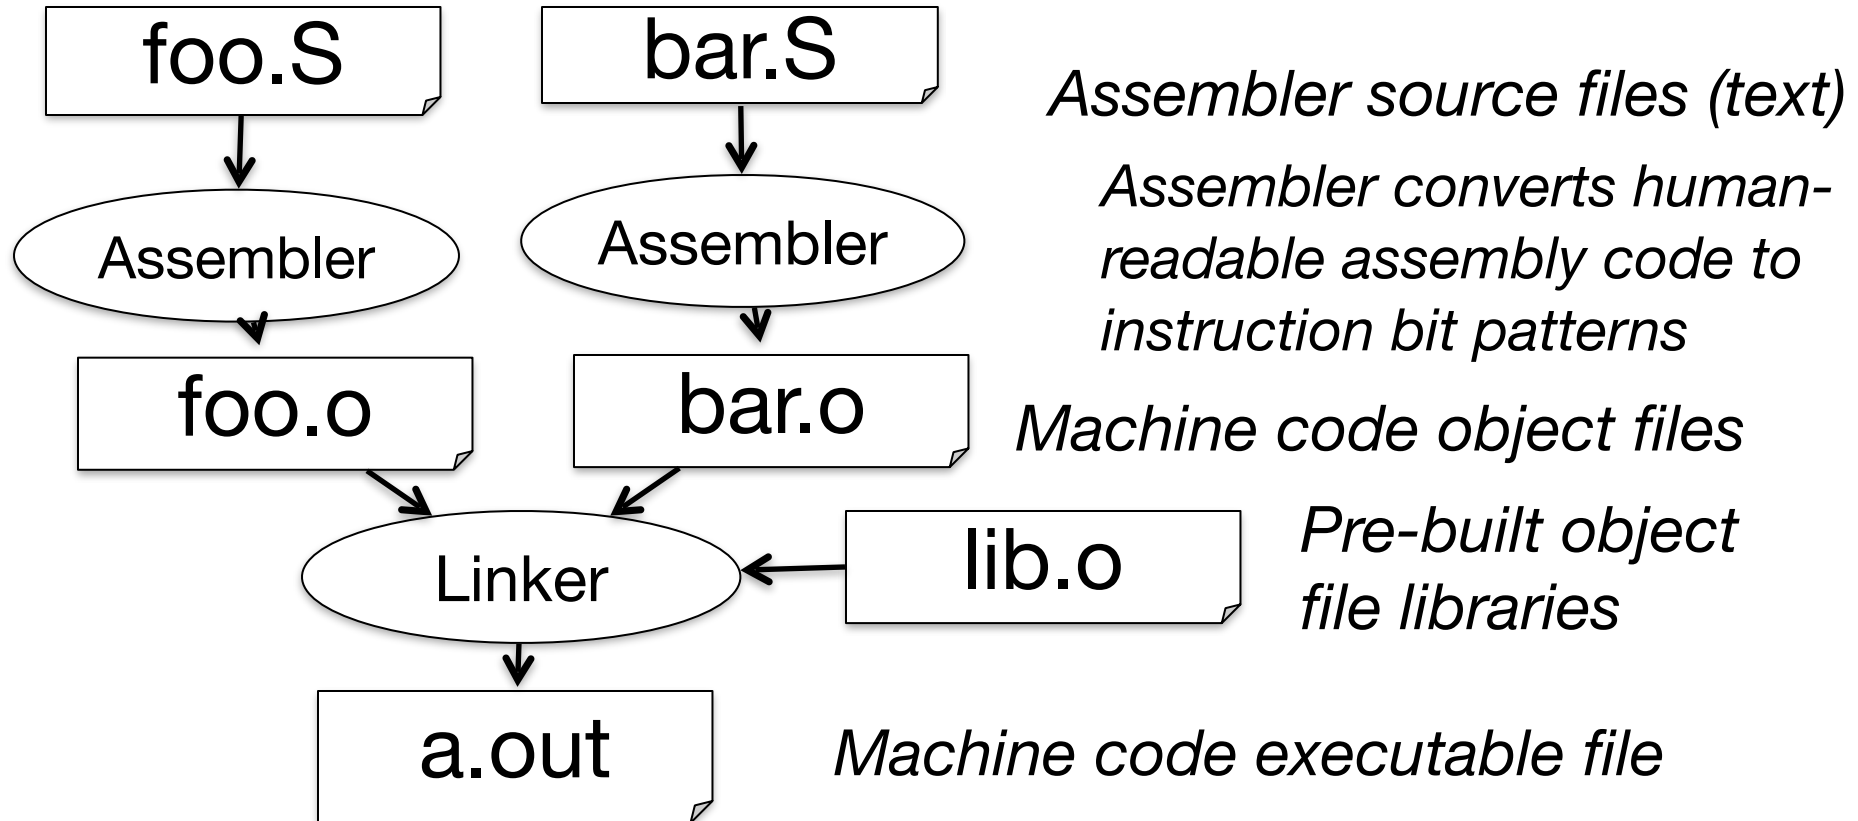 foo.S
bar.S
Assembler source files (text)
Assembler
Assembler
Assembler converts human-
readable assembly code to
instruction bit patterns
foo.o
bar.o
Machine code object files
Linker
lib.o
Pre-built object
file libraries
a.out
Machine code executable file